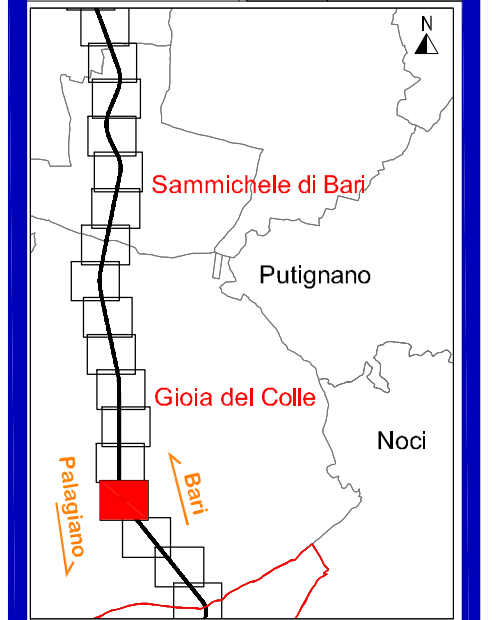 N
Sammichele di Bari
Putignano
Gioia del Colle
Noci
Palagiano
Bari